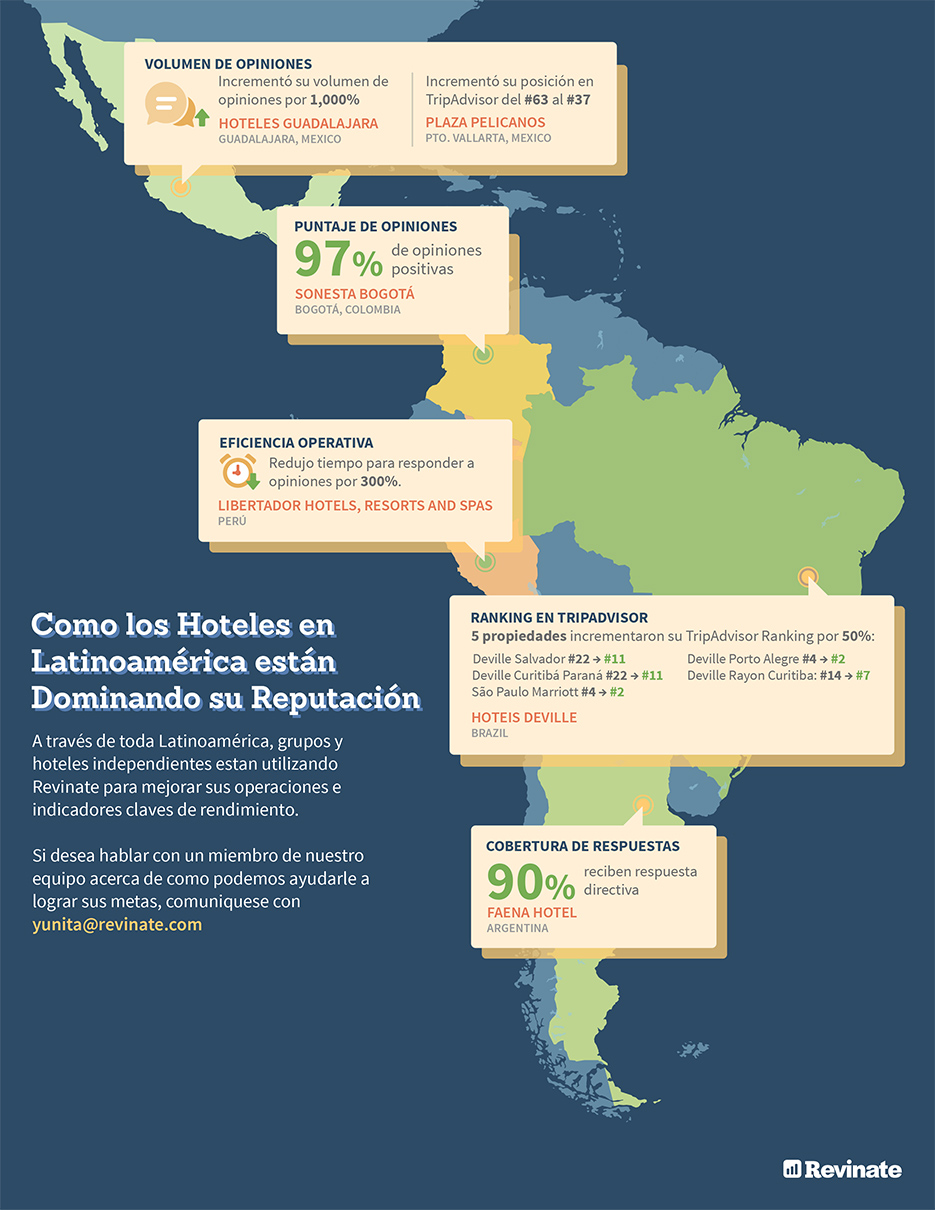 VOLUMEN DE OPINIONES
Incrementó su volumen de
opiniones por 1,000%
HOTELES GUADALAJARA
GUADALAJARA, MEXICO
Incrementó su posición en
TripAdvisor del #63 al #37
PLAZA PELICANOS
PTO. VALLARTA, MEXICO
PUNTAJE DE OPINIONES
97% de opiniones
positivas
SONESTA BOGOTÁ
BOGOTÁ, COLOMBIA
EFICIENCIA OPERATIVA
Redujo tiempo para responder a
opiniones por 300%.
LIBERTADOR HOTELS, RESORTS AND SPAS
PERÚ
RANKING EN TRIPADVISOR
5 propiedades incrementaron su TripAdvisor Ranking por 50%:
Deville Salvador #22 → #11
Deville Curitibá Paraná #22 → #11
São Paulo Marriott #4 → #2
Deville Porto Alegre #4 → #2
Deville Rayon Curitiba: #14 → #7
HOTEIS DEVILLE
BRAZIL
Como los Hoteles en
Latinoamérica están
Dominando su Reputación
A través de toda Latinoamérica, grupos y
hoteles independientes estan utilizando
Revinate para mejorar sus operaciones e
indicadores claves de rendimiento.
Si desea hablar con un miembro de nuestro
equipo acerca de como podemos ayudarle a
lograr sus metas, comuniquese con
yunita@revinate.com
COBERTURA DE RESPUESTAS
90% reciben respuesta
directiva
FAENA HOTEL
ARGENTINA
Revinate